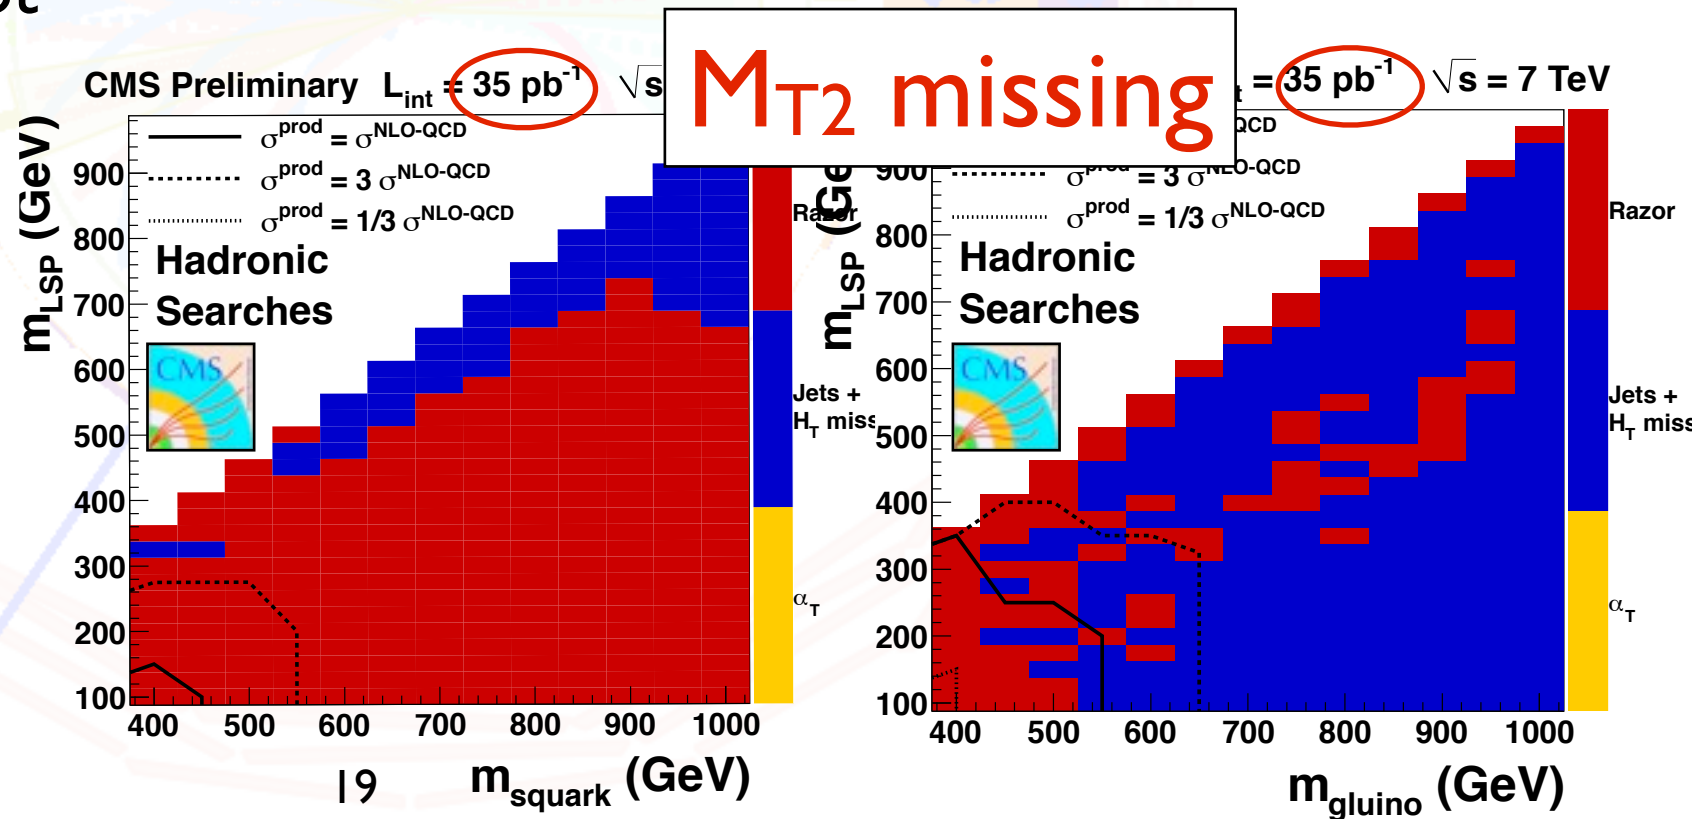 M_T2 missing
CMS Preliminary L_int = 35 pb^-1 √s
= 35 pb^-1 √s = 7 TeV
σ^prod = σ^NLO-QCD
σ^prod = 3 σ^NLO-QCD
σ^prod = 1/3 σ^NLO-QCD
Hadronic
Searches
CMS
m_LSP (GeV)
900
800
700
600
500
400
300
200
100
400 500 600 700 800 900 1000
m_squark (GeV)
Razor
Jets +
H_T miss
α_T
QCD
σ^prod = 3 σ^NLO-QCD
σ^prod = 1/3 σ^NLO-QCD
Hadronic
Searches
CMS
m_LSP (Ge
900
800
700
600
500
400
300
200
100
400 500 600 700 800 900 1000
m_gluino (GeV)
Razor
Jets +
H_T miss
α_T
19